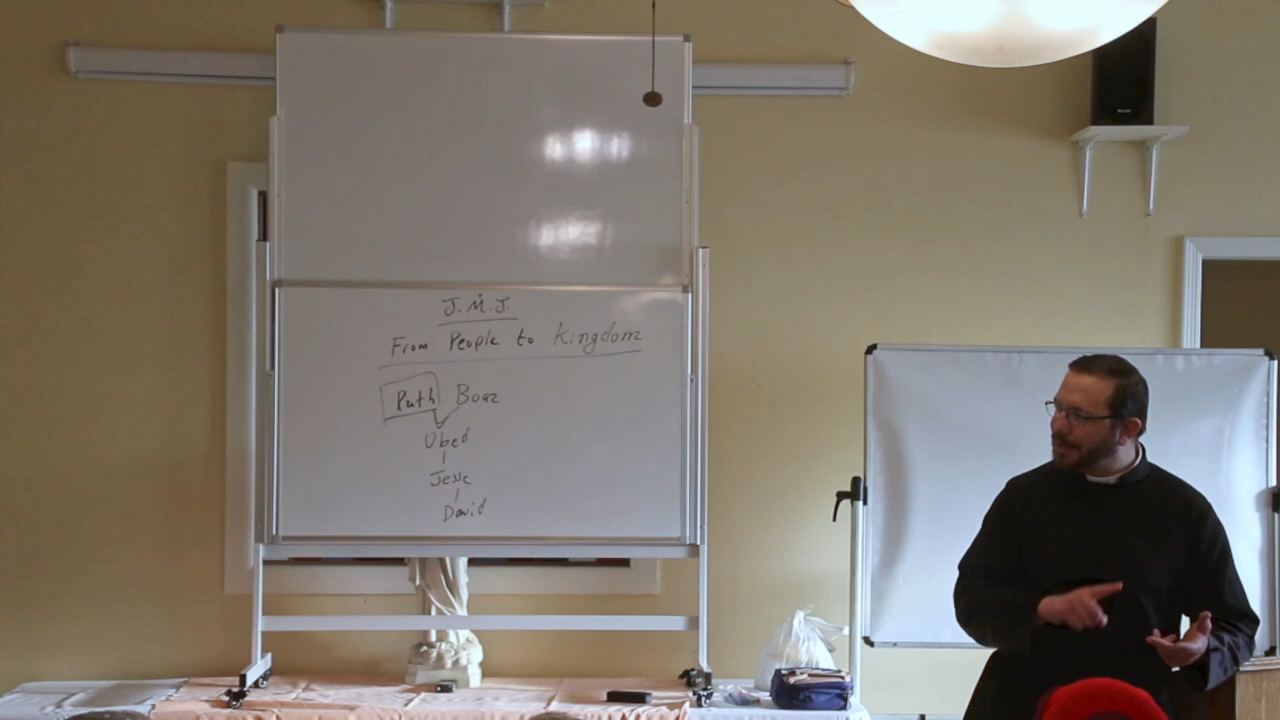 J.M.J.
From People to Kingdom
Ruth Boaz
Obed
Jesse
David